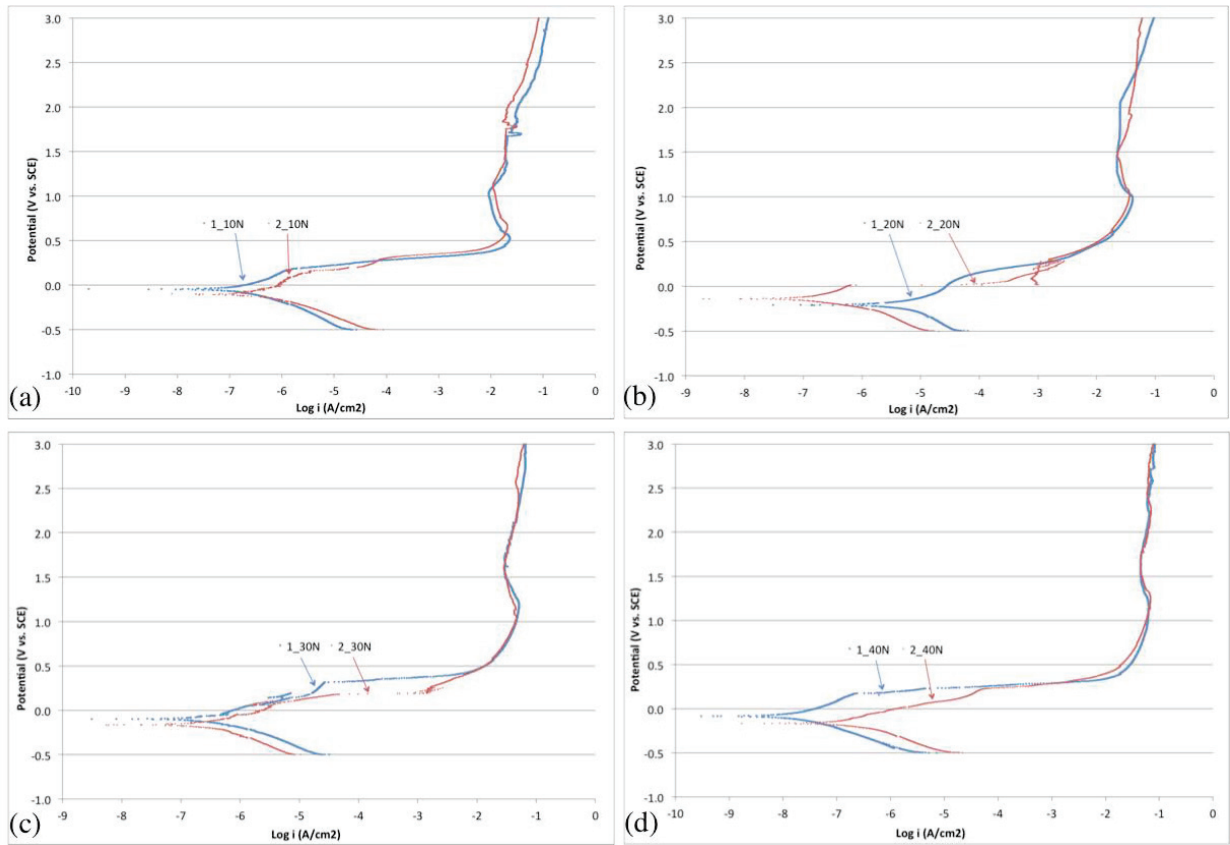 3.0
2.5
2.0
1.5
1.0
0.5
0.0
-0.5
-1.0
Potential (V vs. SCE)
1_10N 2_10N
-10 -9 -8 -7 -6 -5 -4 -3 -2 -1 0
Log i (A/cm2)
(a)
3.0
2.5
2.0
1.5
1.0
0.5
0.0
-0.5
-1.0
Potential (V vs. SCE)
1_20N 2_20N
-9 -8 -7 -6 -5 -4 -3 -2 -1 0
Log i (A/cm2)
(b)
3.0
2.5
2.0
1.5
1.0
0.5
0.0
-0.5
-1.0
Potential (V vs. SCE)
1_30N 2_30N
-9 -8 -7 -6 -5 -4 -3 -2 -1 0
Log i (A/cm2)
(c)
3.0
2.5
2.0
1.5
1.0
0.5
0.0
-0.5
-1.0
Potential (V vs. SCE)
1_40N 2_40N
-10 -9 -8 -7 -6 -5 -4 -3 -2 -1 0
Log i (A/cm2)
(d)